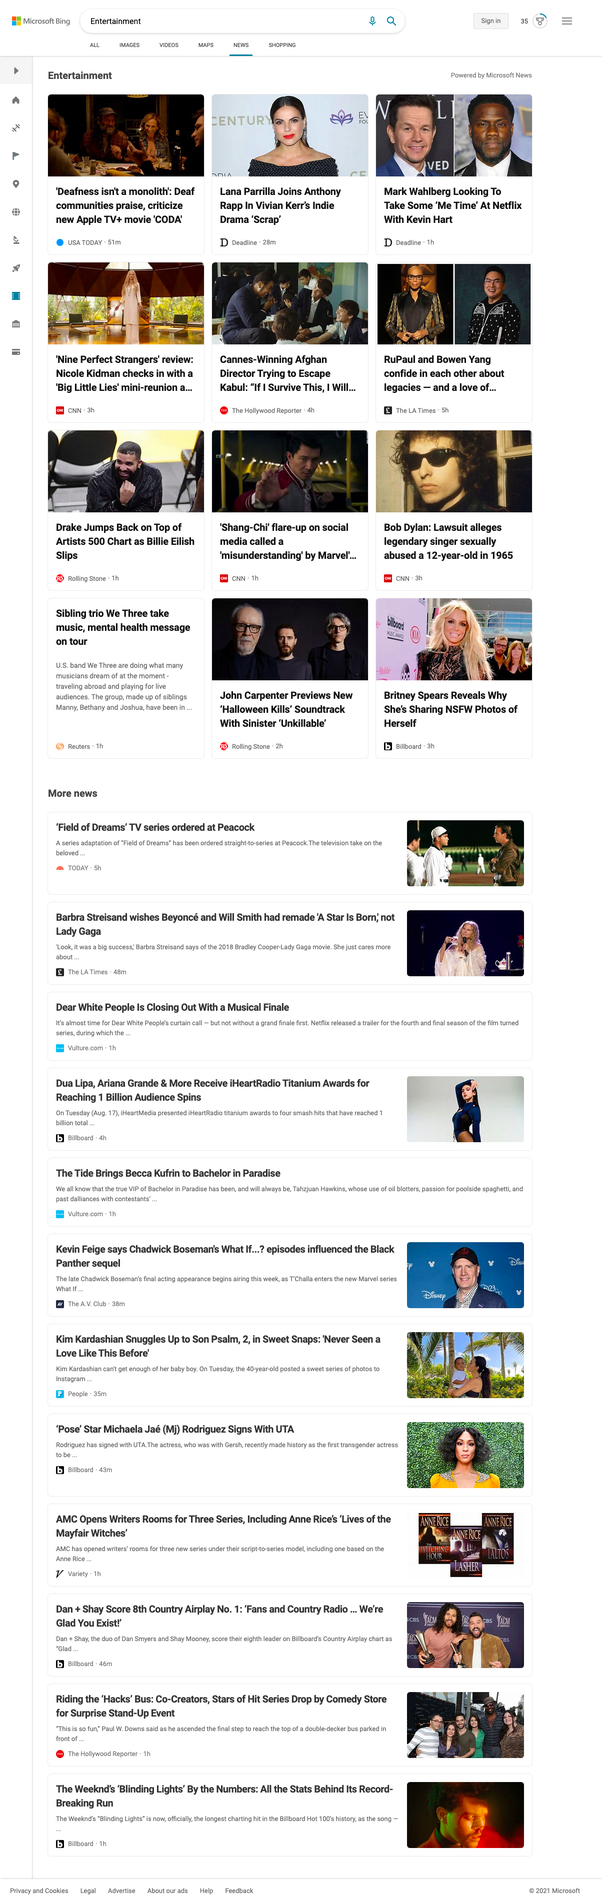 Microsoft Bing
Entertainment
Sign in
35
ALL IMAGES VIDEOS MAPS NEWS SHOPPING
Entertainment
Powered by Microsoft News
'Deafness isn't a monolith': Deaf
communities praise, criticize
new Apple TV+ movie 'CODA'
USA TODAY · 51m
Lana Parrilla Joins Anthony
Rapp In Vivian Kerr's Indie
Drama 'Scrap'
Deadline · 28m
Mark Wahlberg Looking To
Take Some 'Me Time' At Netflix
With Kevin Hart
Deadline · 1h
'Nine Perfect Strangers' review:
Nicole Kidman checks in with a
'Big Little Lies' mini-reunion a...
CNN · 3h
Cannes-Winning Afghan
Director Trying to Escape
Kabul: "If I Survive This, I Will...
The Hollywood Reporter · 4h
RuPaul and Bowen Yang
confide in each other about
legacies — and a love of...
The LA Times · 5h
Drake Jumps Back on Top of
Artists 500 Chart as Billie Eilish
Slips
Rolling Stone · 1h
'Shang-Chi' flare-up on social
media called a
'misunderstanding' by Marvel'...
CNN · 1h
Bob Dylan: Lawsuit alleges
legendary singer sexually
abused a 12-year-old in 1965
CNN · 3h
Sibling trio We Three take
music, mental health message
on tour
U.S. band We Three are doing what many
musicians dream of at the moment -
traveling abroad and playing for live
audiences. The group, made up of siblings
Manny, Bethany and Joshua, have been in ...
Reuters · 1h
John Carpenter Previews New
'Halloween Kills' Soundtrack
With Sinister 'Unkillable'
Rolling Stone · 2h
Britney Spears Reveals Why
She's Sharing NSFW Photos of
Herself
Billboard · 3h
More news
'Field of Dreams' TV series ordered at Peacock
A series adaptation of "Field of Dreams" has been ordered straight-to-series at Peacock.The television take on the
beloved ...
TODAY · 5h
Barbra Streisand wishes Beyoncé and Will Smith had remade 'A Star Is Born,' not
Lady Gaga
'Look, it was a big success,' Barbra Streisand says of the 2018 Bradley Cooper-Lady Gaga movie. She just cares more
about ...
The LA Times · 48m
Dear White People Is Closing Out With a Musical Finale
It's almost time for Dear White People's curtain call — but not without a grand finale first. Netflix released a trailer for the fourth and final season of the film turned
series, during which the ...
Vulture.com · 1h
Dua Lipa, Ariana Grande & More Receive iHeartRadio Titanium Awards for
Reaching 1 Billion Audience Spins
On Tuesday (Aug. 17), iHeartMedia presented iHeartRadio titanium awards to four smash hits that have reached 1
billion total ...
Billboard · 4h
The Tide Brings Becca Kufrin to Bachelor in Paradise
We all know that the true VIP of Bachelor in Paradise has been, and will always be, Tahzjuan Hawkins, whose use of oil blotters, passion for poolside spaghetti, and
past dalliances with contestants' ...
Vulture.com · 1h
Kevin Feige says Chadwick Boseman's What If...? episodes influenced the Black
Panther sequel
The late Chadwick Boseman's final acting appearance begins airing this week, as T'Challa enters the new Marvel series
What If ...
The A.V. Club · 38m
Kim Kardashian Snuggles Up to Son Psalm, 2, in Sweet Snaps: 'Never Seen a
Love Like This Before'
Kim Kardashian can't get enough of her baby boy. On Tuesday, the 40-year-old posted a sweet series of photos to
Instagram ...
People · 35m
'Pose' Star Michaela Jaé (Mj) Rodriguez Signs With UTA
Rodriguez has signed with UTA.The actress, who was with Gersh, recently made history as the first transgender actress
to be ...
Billboard · 43m
AMC Opens Writers Rooms for Three Series, Including Anne Rice's 'Lives of the
Mayfair Witches'
AMC has opened writers' rooms for three new series under their script-to-series model, including one based on the
Anne Rice ...
Variety · 1h
ANNE RICE
THE WITCHING HOUR
ANNE RICE
LASHER
ANNE RICE
TALTOS
Dan + Shay Score 8th Country Airplay No. 1: 'Fans and Country Radio ... We're
Glad You Exist!'
Dan + Shay, the duo of Dan Smyers and Shay Mooney, score their eighth leader on Billboard's Country Airplay chart as
"Glad ...
Billboard · 46m
Riding the 'Hacks' Bus: Co-Creators, Stars of Hit Series Drop by Comedy Store
for Surprise Stand-Up Event
"This is so fun," Paul W. Downs said as he ascended the final step to reach the top of a double-decker bus parked in
front of ...
The Hollywood Reporter · 1h
The Weeknd's 'Blinding Lights' By the Numbers: All the Stats Behind Its Record-
Breaking Run
The Weeknd's "Blinding Lights" is now, officially, the longest charting hit in the Billboard Hot 100's history, as the song —
...
Billboard · 1h
Privacy and Cookies Legal Advertise About our ads Help Feedback
© 2021 Microsoft